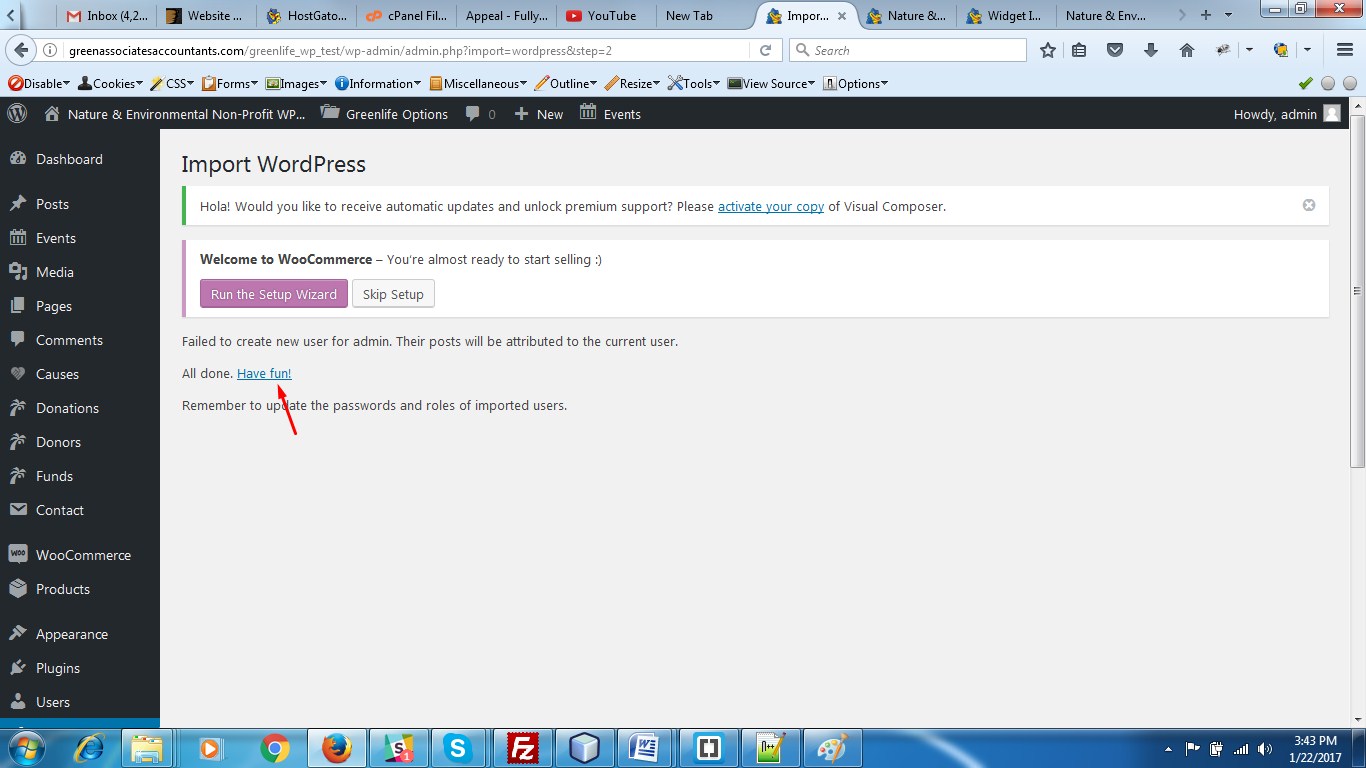 Inbox (4,2...
Website ...
HostGato...
cPanel Fil...
Appeal - Fully...
YouTube
New Tab
Impor...
Nature &...
Widget I...
Nature & Env...
greenassociatesaccountants.com/greenlife_wp_test/wp-admin/admin.php?import=wordpress&step=2
Search
Disable
Cookies
CSS
Forms
Images
Information
Miscellaneous
Outline
Resize
Tools
View Source
Options
Nature & Environmental Non-Profit WP...
Greenlife Options
0
New
Events
Howdy, admin
Dashboard
Posts
Events
Media
Pages
Comments
Causes
Donations
Donors
Funds
Contact
WooCommerce
Products
Appearance
Plugins
Users
Import WordPress
Hola! Would you like to receive automatic updates and unlock premium support? Please activate your copy of Visual Composer.
Welcome to WooCommerce – You're almost ready to start selling :)
Run the Setup Wizard
Skip Setup
Failed to create new user for admin. Their posts will be attributed to the current user.
All done. Have fun!
Remember to update the passwords and roles of imported users.
3:43 PM
1/22/2017